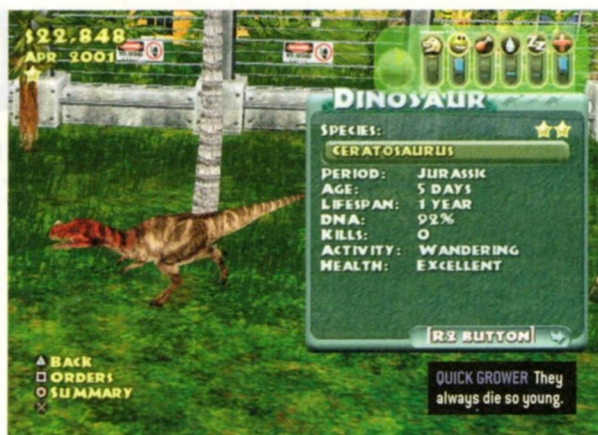 $22,848
APR. 2001
DINOSAUR
SPECIES:
CERATOSAURUS
PERIOD: JURASSIC
AGE: 5 DAYS
LIFESPAN: 1 YEAR
DNA: 92%
KILLS: 0
ACTIVITY: WANDERING
HEALTH: EXCELLENT
R2 BUTTON
BACK
ORDERS
SUMMARY
QUICK GROWER They
always die so young.